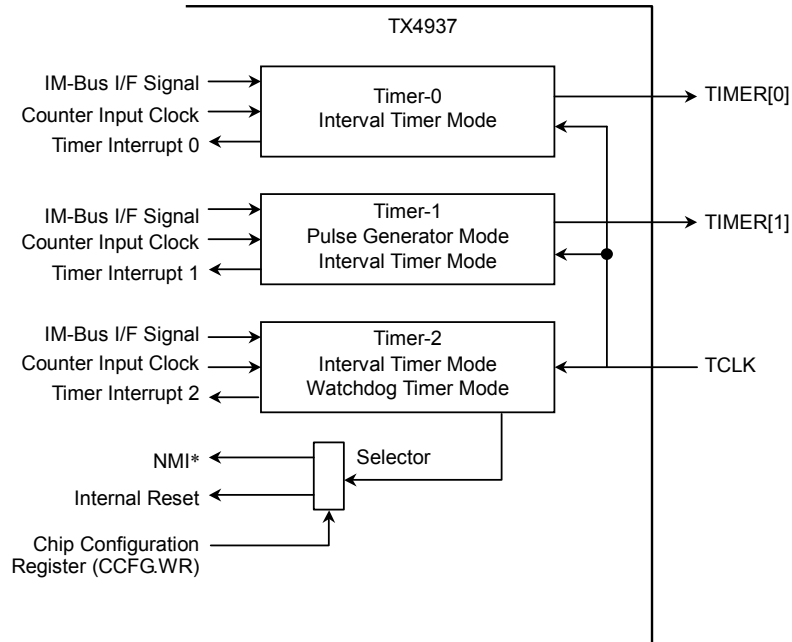 TX4937
IM-Bus I/F Signal
Counter Input Clock
Timer Interrupt 0
Timer-0
Interval Timer Mode
TIMER[0]
IM-Bus I/F Signal
Counter Input Clock
Timer Interrupt 1
Timer-1
Pulse Generator Mode
Interval Timer Mode
TIMER[1]
IM-Bus I/F Signal
Counter Input Clock
Timer Interrupt 2
Timer-2
Interval Timer Mode
Watchdog Timer Mode
TCLK
NMI*
Internal Reset
Selector
Chip Configuration
Register (CCFG.WR)